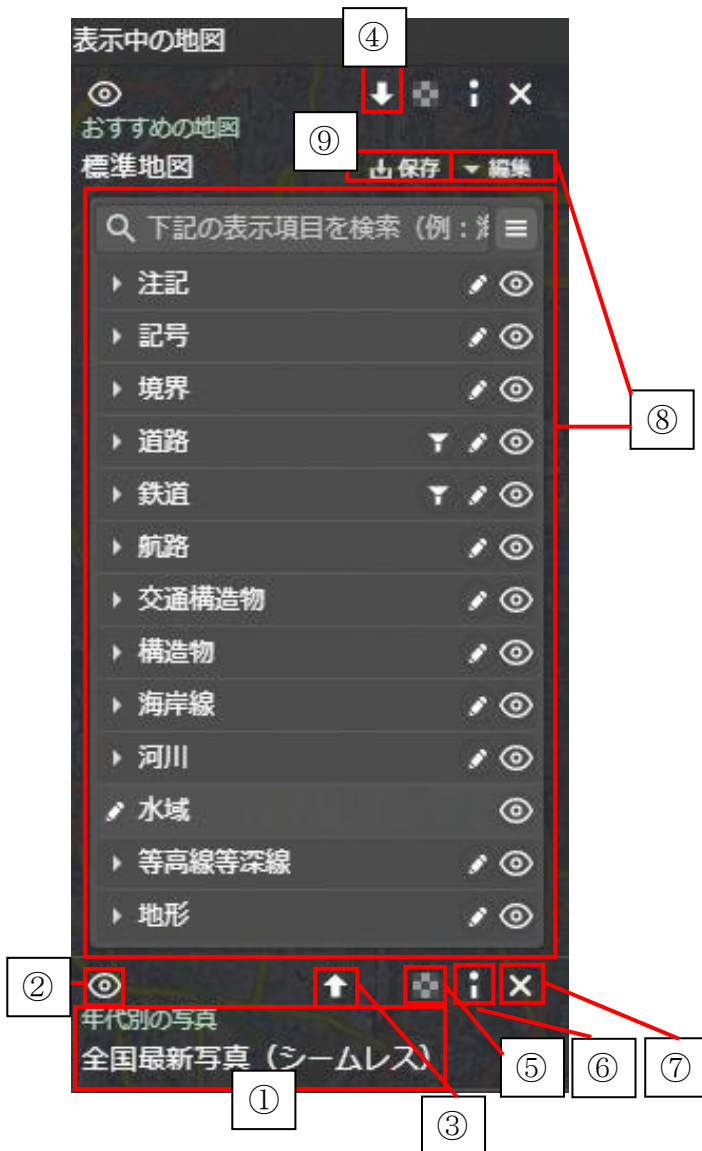 表示中の地図
④
おすすめの地図
⑨
標準地図
保存
編集
下記の表示項目を検索（例：
注記
記号
境界
⑧
道路
鉄道
航路
交通構造物
構造物
海岸線
河川
水域
等高線等深線
地形
②
年代別の写真
全国最新写真（シームレス）
⑤
⑥
⑦
①
③